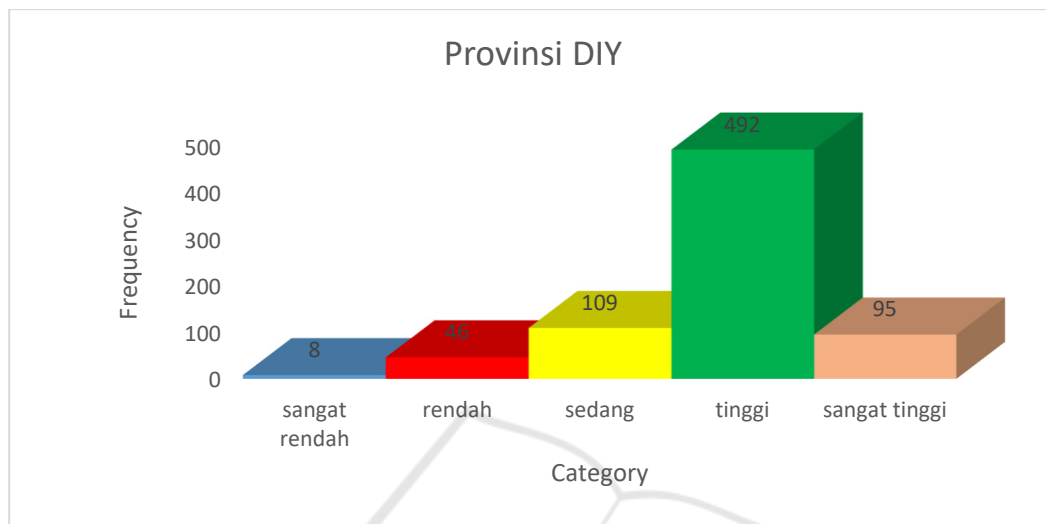 Provinsi DIY
Frequency
500
400
300
200
100
0
8
46
109
492
95
sangat
rendah
rendah
sedang
tinggi
sangat tinggi
Category